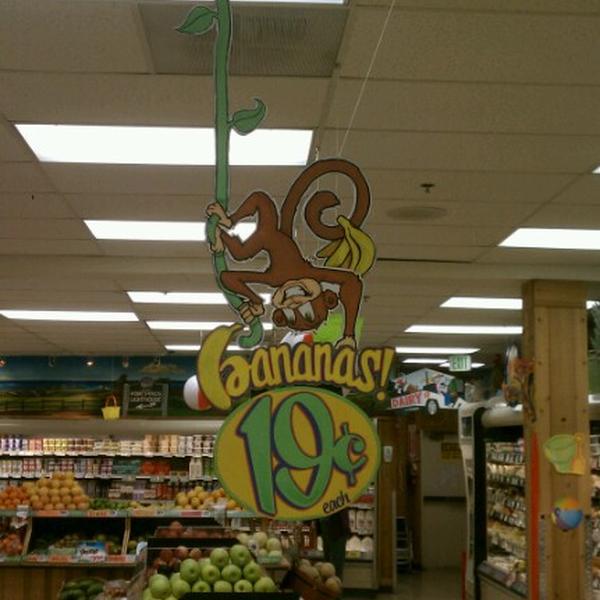 EXIT
bananas!
DAIRY
19¢
each